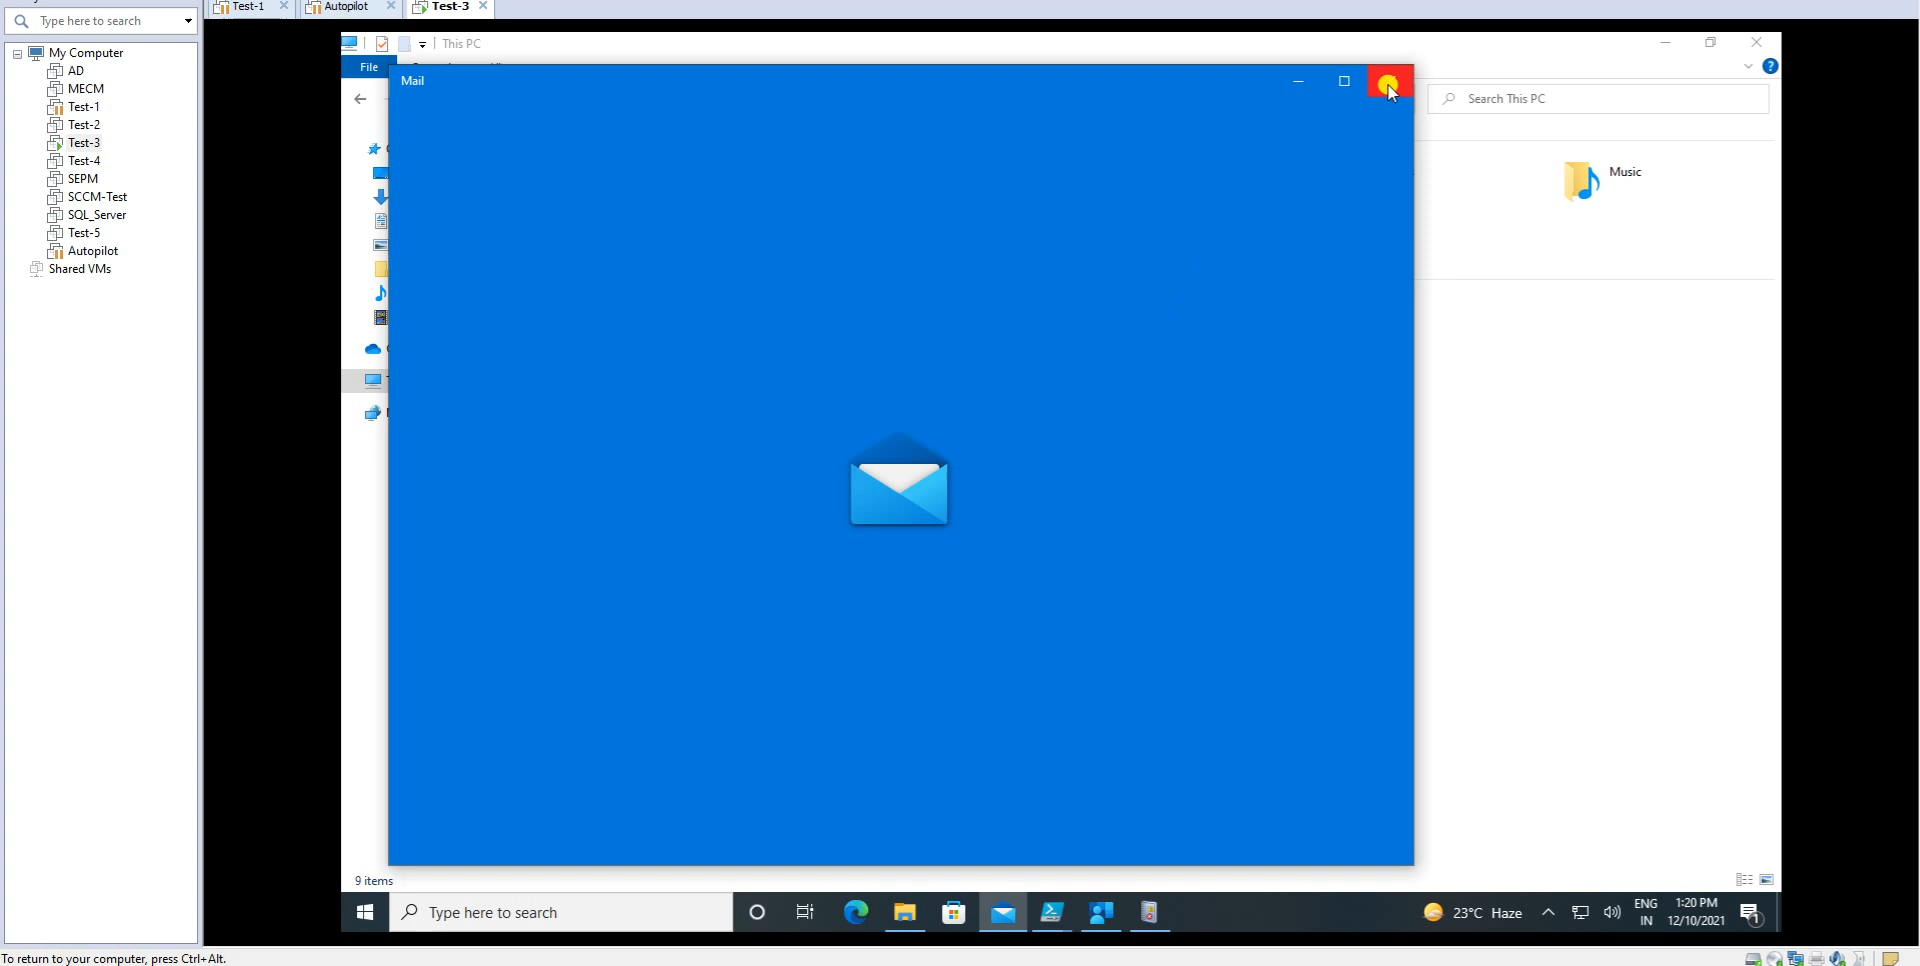 Test-1
Autopilot
Test-3
Type here to search
My Computer
AD
MECM
Test-1
Test-2
Test-3
Test-4
SEPM
SCCM-Test
SQL_Server
Test-5
Autopilot
Shared VMs
This PC
File
Mail
Search This PC
Music
9 items
Type here to search
23°C Haze
ENG
IN
1:20 PM
12/10/2021
1
To return to your computer, press Ctrl+Alt.